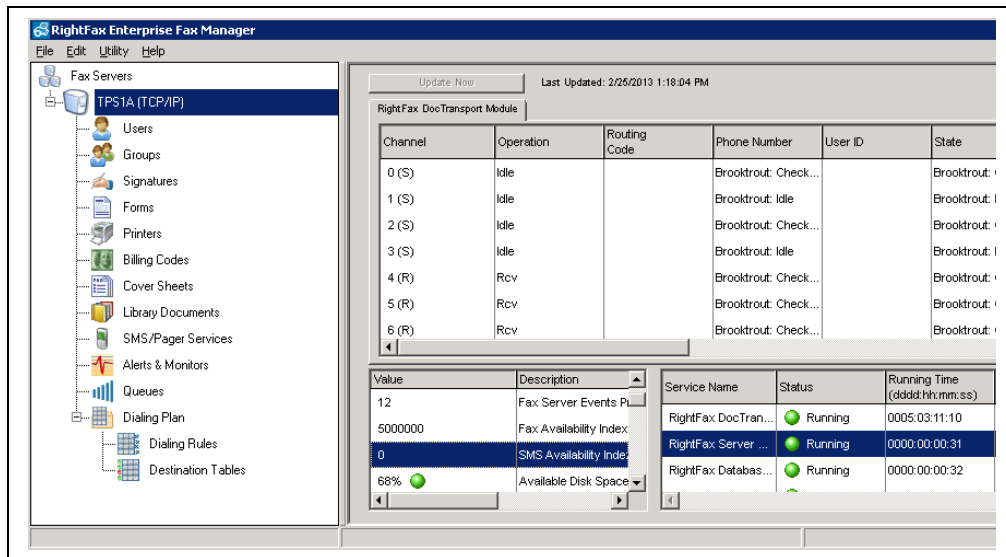 RightFax Enterprise Fax Manager
File Edit Utility Help
Fax Servers
TPS1A (TCP/IP)
Users
Groups
Signatures
Forms
Printers
Billing Codes
Cover Sheets
Library Documents
SMS/Pager Services
Alerts & Monitors
Queues
Dialing Plan
Dialing Rules
Destination Tables
Update Now Last Updated: 2/25/2013 1:18:04 PM
RightFax DocTransport Module
Channel Operation Routing Code Phone Number User ID State
0 (S) Idle Brooktrout: Check... Brooktrout:
1 (S) Idle Brooktrout: Idle Brooktrout:
2 (S) Idle Brooktrout: Check... Brooktrout:
3 (S) Idle Brooktrout: Idle Brooktrout:
4 (R) Rcv Brooktrout: Check... Brooktrout:
5 (R) Rcv Brooktrout: Check... Brooktrout:
6 (R) Rcv Brooktrout: Check... Brooktrout:
Value Description
12 Fax Server Events
5000000 Fax Availability Index
0 SMS Availability Index
68% Available Disk Space
Service Name Status Running Time (dddd:hh:mm:ss)
RightFax DocTran... Running 0005:03:11:10
RightFax Server ... Running 0000:00:00:31
RightFax Databas... Running 0000:00:00:32